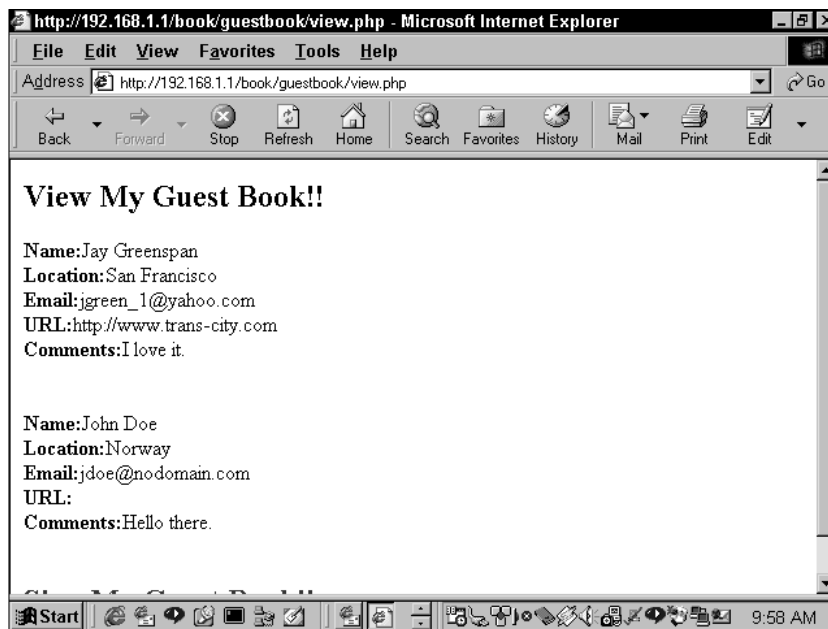 http://192.168.1.1/book/guestbook/view.php - Microsoft Internet Explorer
File Edit View Favorites Tools Help
Address http://192.168.1.1/book/guestbook/view.php Go
Back Forward Stop Refresh Home Search Favorites History Mail Print Edit
View My Guest Book!!
Name:Jay Greenspan
Location:San Francisco
Email:jgreen_1@yahoo.com
URL:http://www.trans-city.com
Comments:I love it.
Name:John Doe
Location:Norway
Email:jdoe@nodomain.com
URL:
Comments:Hello there.
My Guest Book!!
Start 9:58 AM